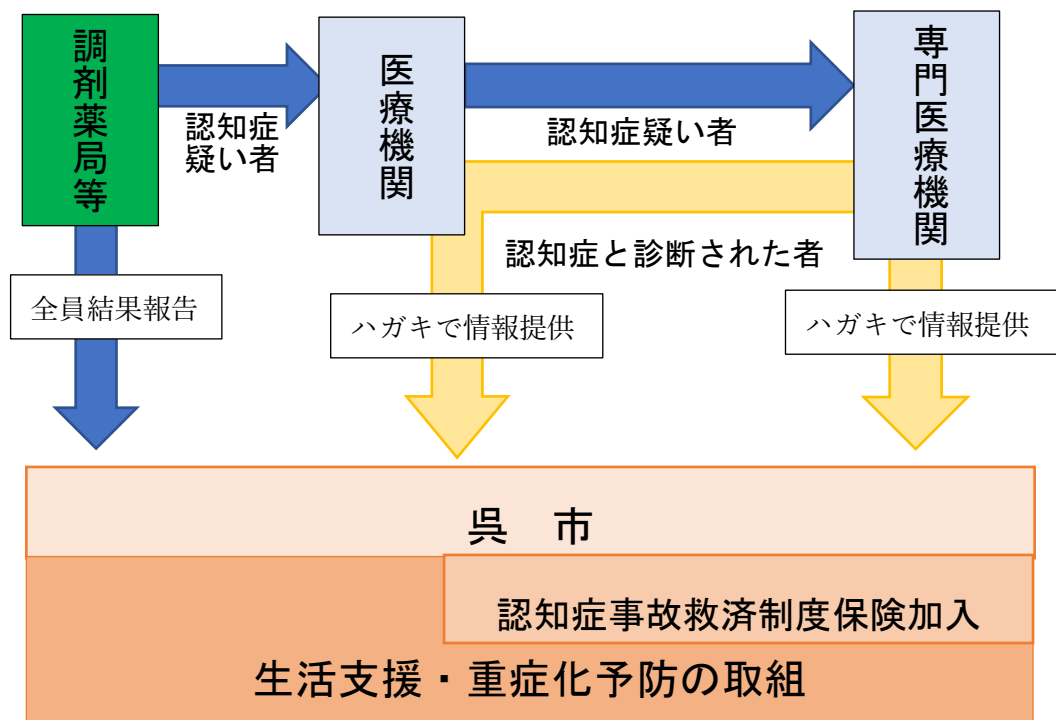 調剤薬局等
医療機関
専門医療機関
認知症
疑い者
認知症疑い者
認知症と診断された者
全員結果報告
ハガキで情報提供
ハガキで情報提供
呉　市
認知症事故救済制度保険加入
生活支援・重症化予防の取組